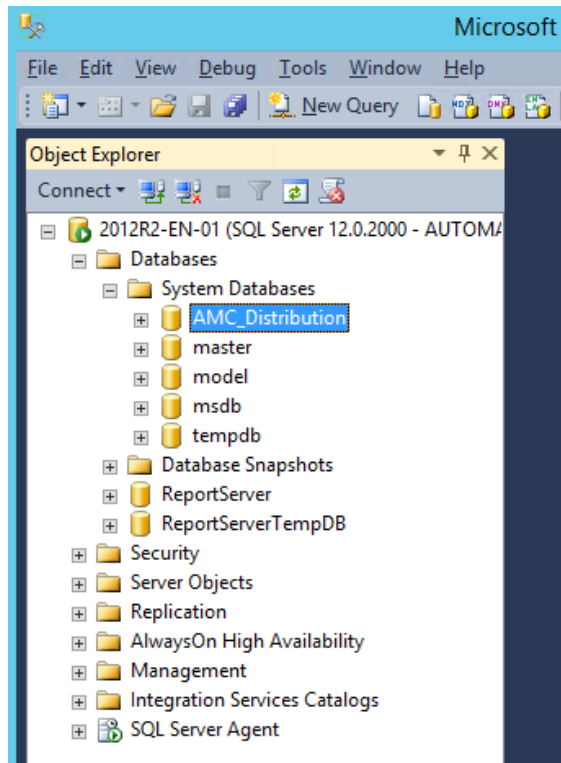 Microsoft
File Edit View Debug Tools Window Help
New Query
Object Explorer
Connect
2012R2-EN-01 (SQL Server 12.0.2000 - AUTOMA
Databases
System Databases
AMC_Distribution
master
model
msdb
tempdb
Database Snapshots
ReportServer
ReportServerTempDB
Security
Server Objects
Replication
AlwaysOn High Availability
Management
Integration Services Catalogs
SQL Server Agent